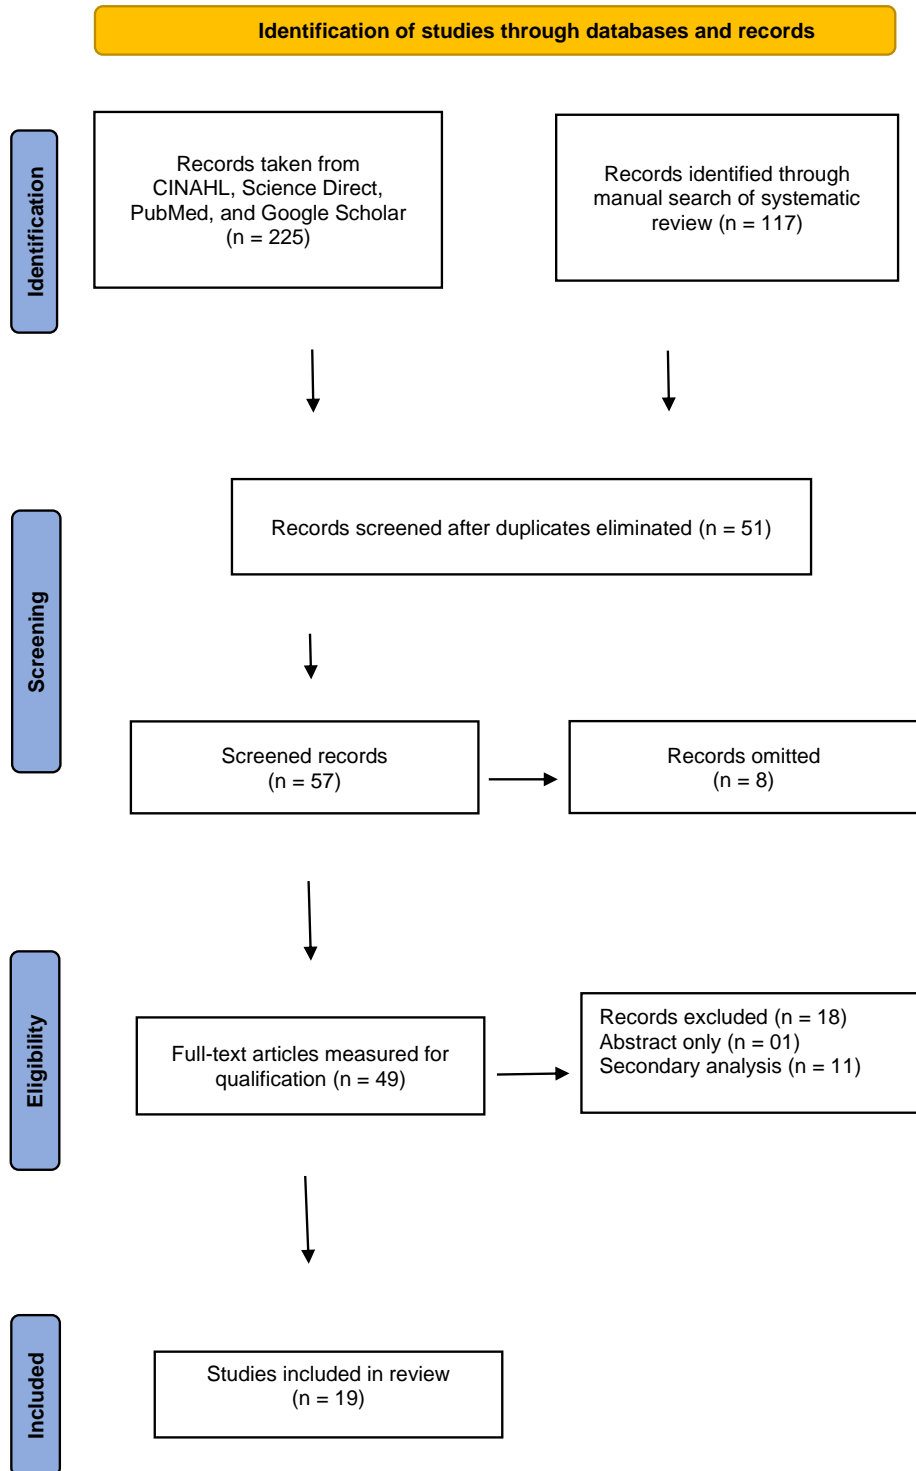 Identification of studies through databases and records
Identification
Records taken from
CINAHL, Science Direct,
PubMed, and Google Scholar
(n = 225)
Records identified through
manual search of systematic
review (n = 117)
Screening
Records screened after duplicates eliminated (n = 51)
Screened records
(n = 57)
Records omitted
(n = 8)
Eligibility
Full-text articles measured for
qualification (n = 49)
Records excluded (n = 18)
Abstract only (n = 01)
Secondary analysis (n = 11)
Included
Studies included in review
(n = 19)